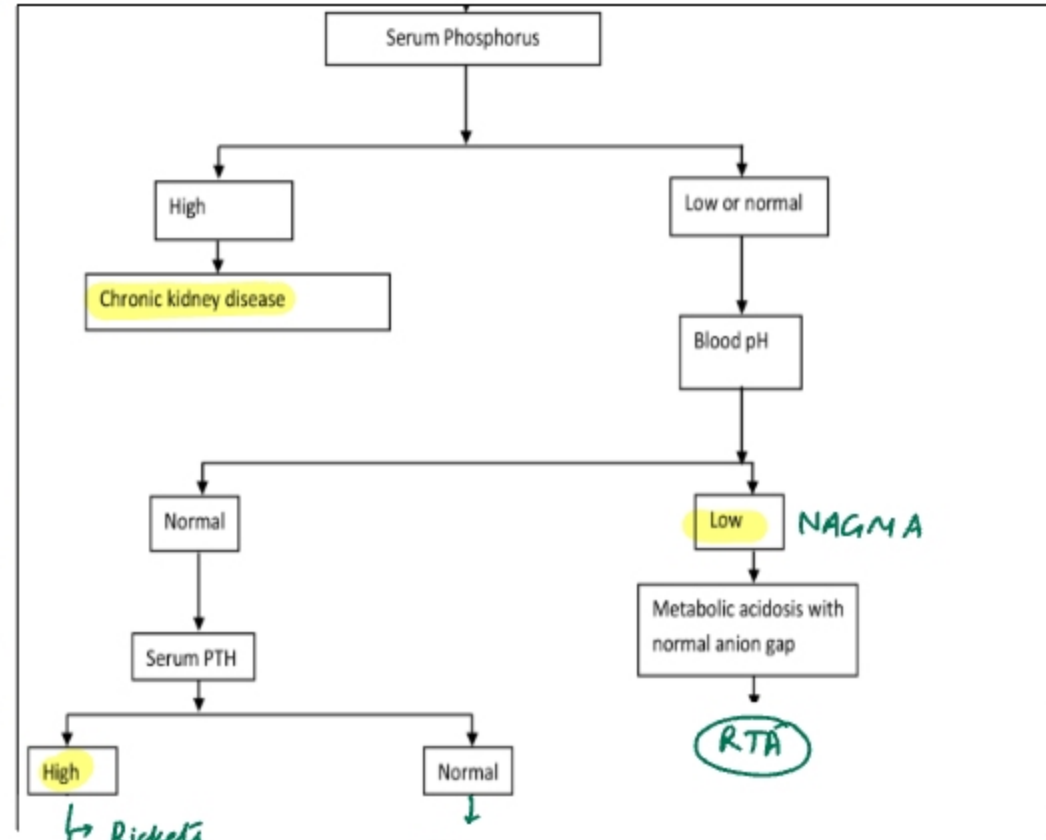 Serum Phosphorus
High
Low or normal
Chronic kidney disease
Blood pH
Normal
Low
NAGMA
Metabolic acidosis with
normal anion gap
Serum PTH
RTA
High
Normal
Rickets